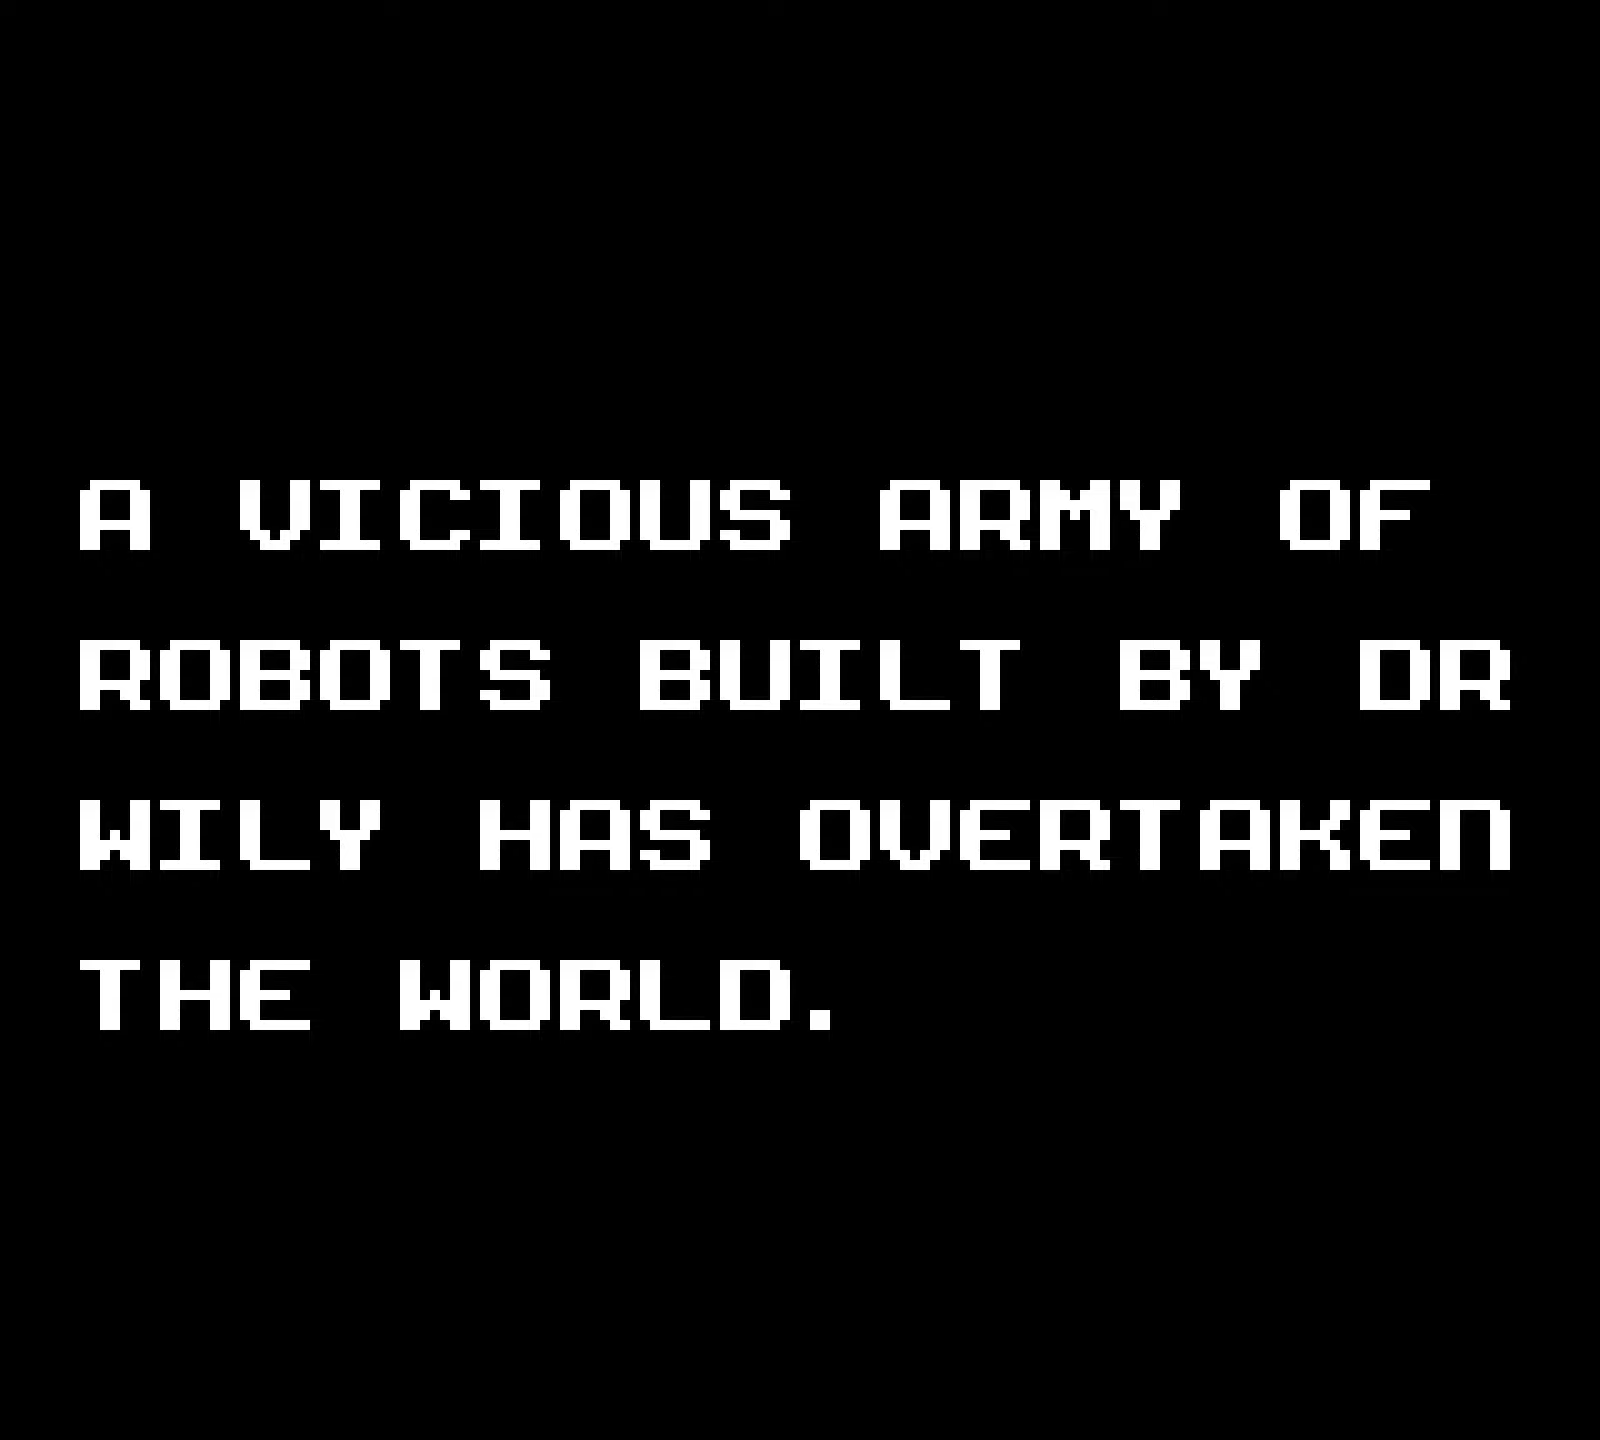 A VICIOUS ARMY OF
ROBOTS BUILT BY DR
WILY HAS OVERTAKEN
THE WORLD.